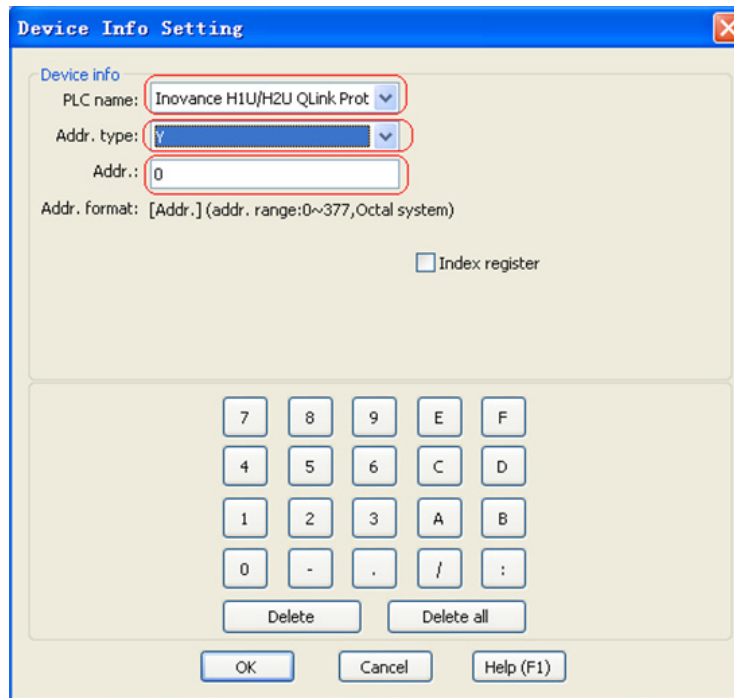 Device Info Setting
Device info
PLC name: Inovance H1U/H2U QLink Prot
Addr. type: Y
Addr.: 0
Addr. format: [Addr.] (addr. range:0~377,Octal system)
Index register
7 8 9 E F
4 5 6 C D
1 2 3 A B
0 - . / :
Delete Delete all
OK Cancel Help (F1)